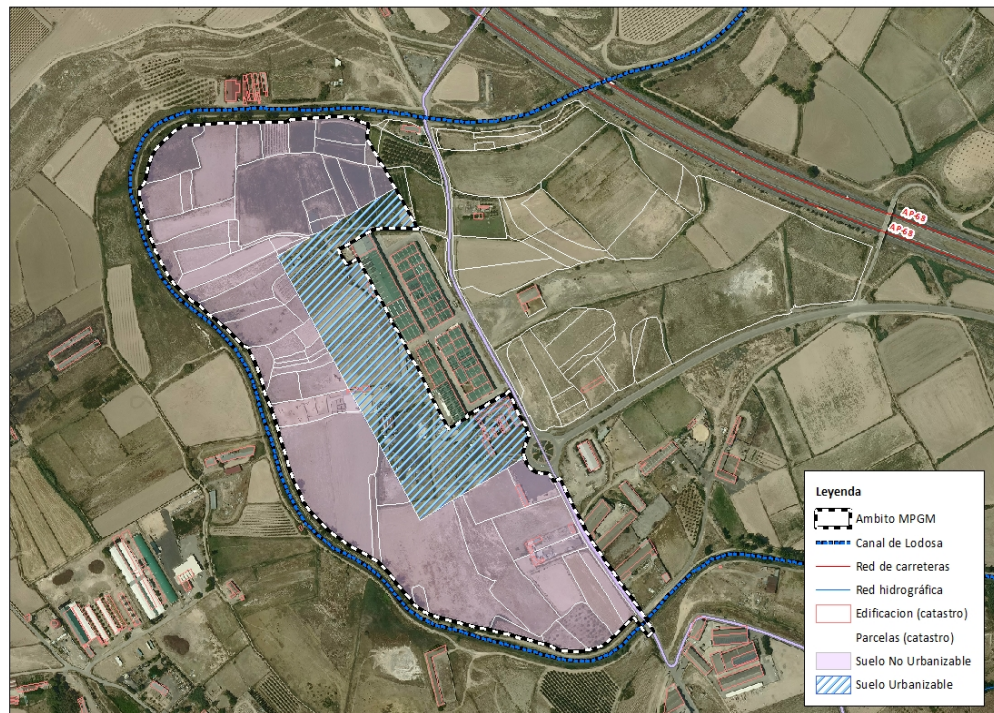 AP-68
AP-68
Leyenda
Ambito MPGM
Canal de Lodosa
Red de carreteras
Red hidrográfica
Edificacion (catastro)
Parcelas (catastro)
Suelo No Urbanizable
Suelo Urbanizable